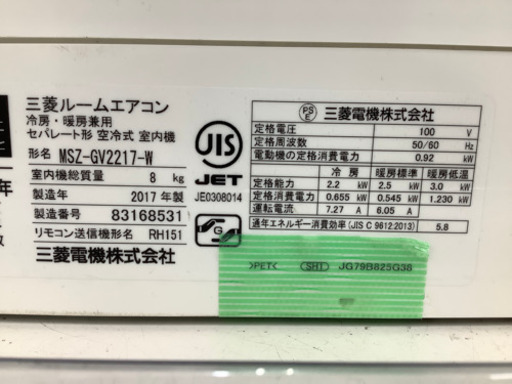 三菱ルームエアコン
冷房・暖房兼用
セパレート形 空冷式 室内機
形名 MSZ-GV2217-W
室内機総質量 8 kg
製造年 2017 年製
製造番号 83168531
リモコン送信機形名 RH151
三菱電機株式会社
JIS
JET
JE0308014
G
PS E 三菱電機株式会社
定格電圧 100 V
定格周波数 50/60 Hz
電動機の定格消費電力 0.92 kW
冷 房 暖房標準 暖房低温
定格能力 2.2 kW 2.5 kW 3.0 kW
定格消費電力 0.655 kW 0.545 kW 1.230 kW
運転電流 7.27 A 6.05 A
通年エネルギー消費効率(JIS C 9612:2013) 5.8
>PET< SH1 JG79B825G38
年
数